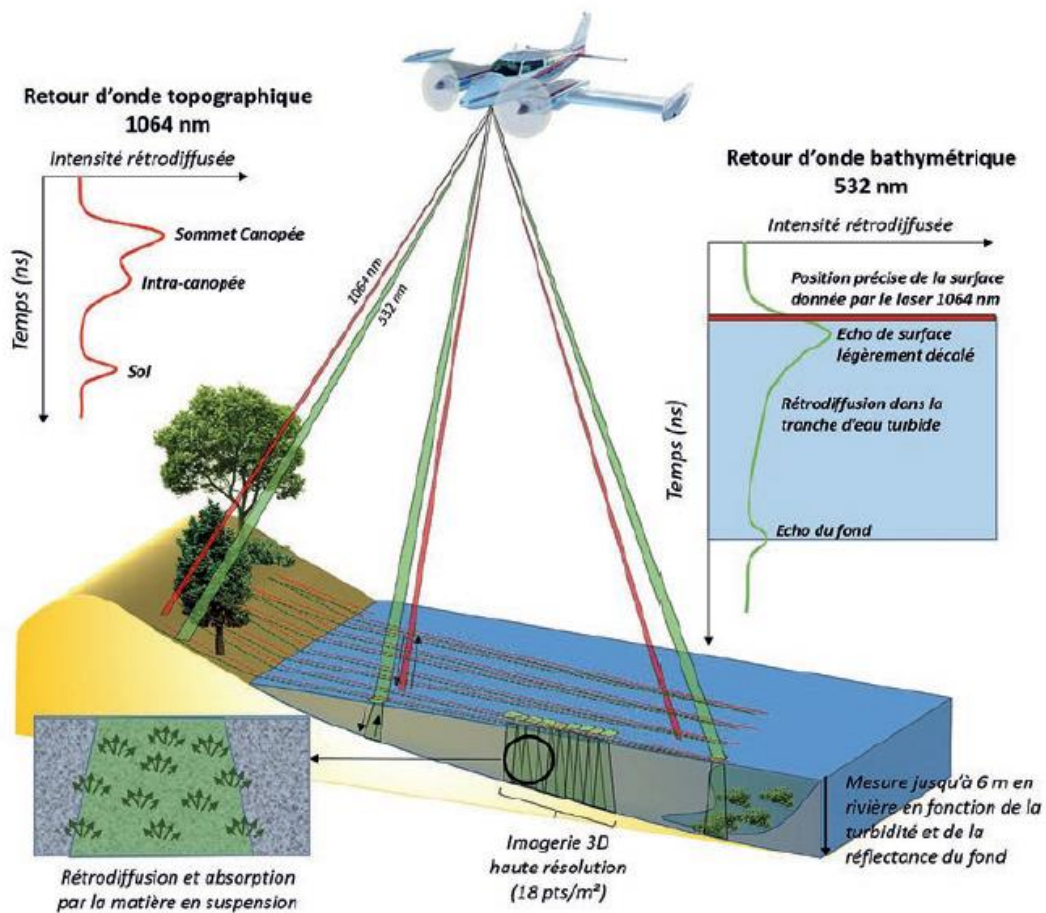 Retour d'onde topographique
1064 nm
Intensité rétrodiffusée
Temps (ns)
Sommet Canopée
Intra-canopée
Sol
1064 nm
532 nm
Retour d'onde bathymétrique
532 nm
Intensité rétrodiffusée
Temps (ns)
Position précise de la surface
donnée par le laser 1064 nm
Echo de surface
légèrement décalé
Rétrodiffusion dans la
tranche d'eau turbide
Echo du fond
Mesure jusqu'à 6 m en
rivière en fonction de la
turbidité et de la
réflectance du fond
Imagerie 3D
haute résolution
(18 pts/m²)
Rétrodiffusion et absorption
par la matière en suspension